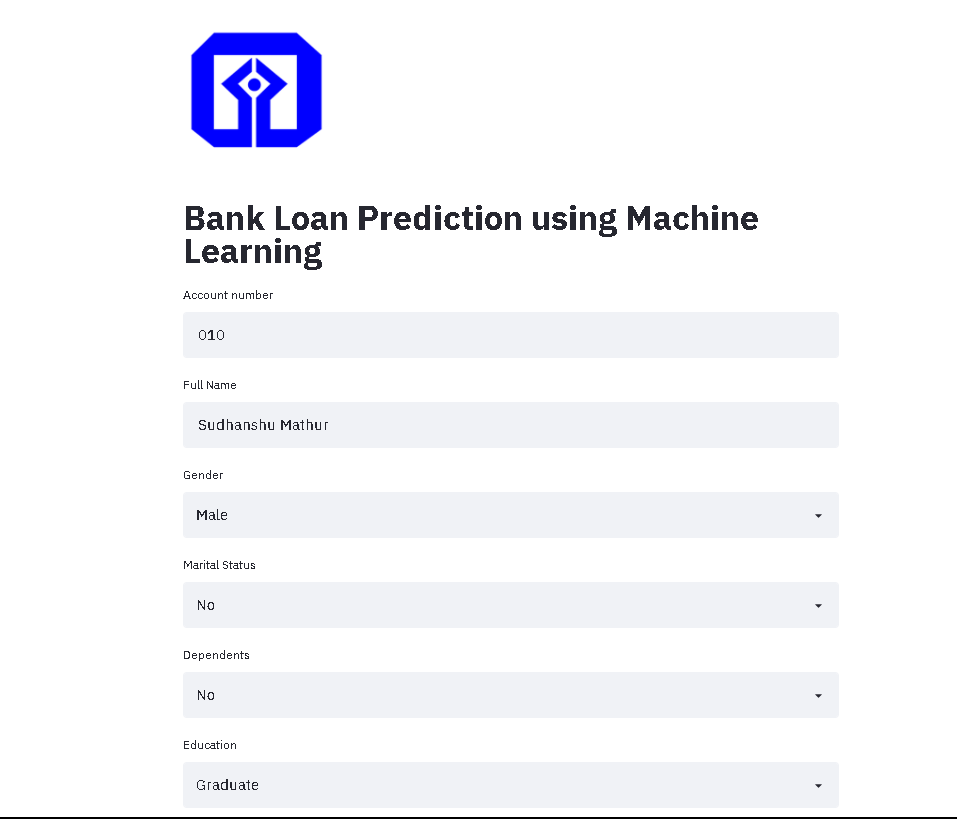 Bank Loan Prediction using Machine
Learning
Account number
010
Full Name
Sudhanshu Mathur
Gender
Male
Marital Status
No
Dependents
No
Education
Graduate